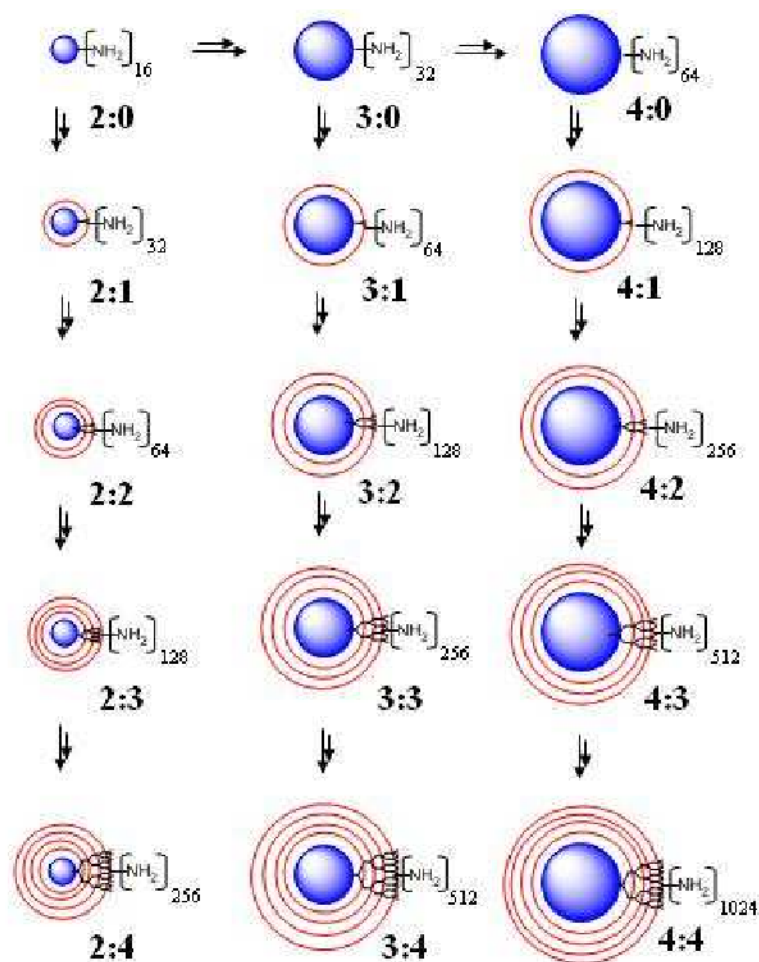 [NH₂]₁₆ [NH₂]₃₂ [NH₂]₆₄
2:0 3:0 4:0
[NH₂]₃₂ [NH₂]₆₄ [NH₂]₁₂₈
2:1 3:1 4:1
[NH₂]₆₄ [NH₂]₁₂₈ [NH₂]₂₅₆
2:2 3:2 4:2
[NH₂]₁₂₈ [NH₂]₂₅₆ [NH₂]₅₁₂
2:3 3:3 4:3
[NH₂]₂₅₆ [NH₂]₅₁₂ [NH₂]₁₀₂₄
2:4 3:4 4:4